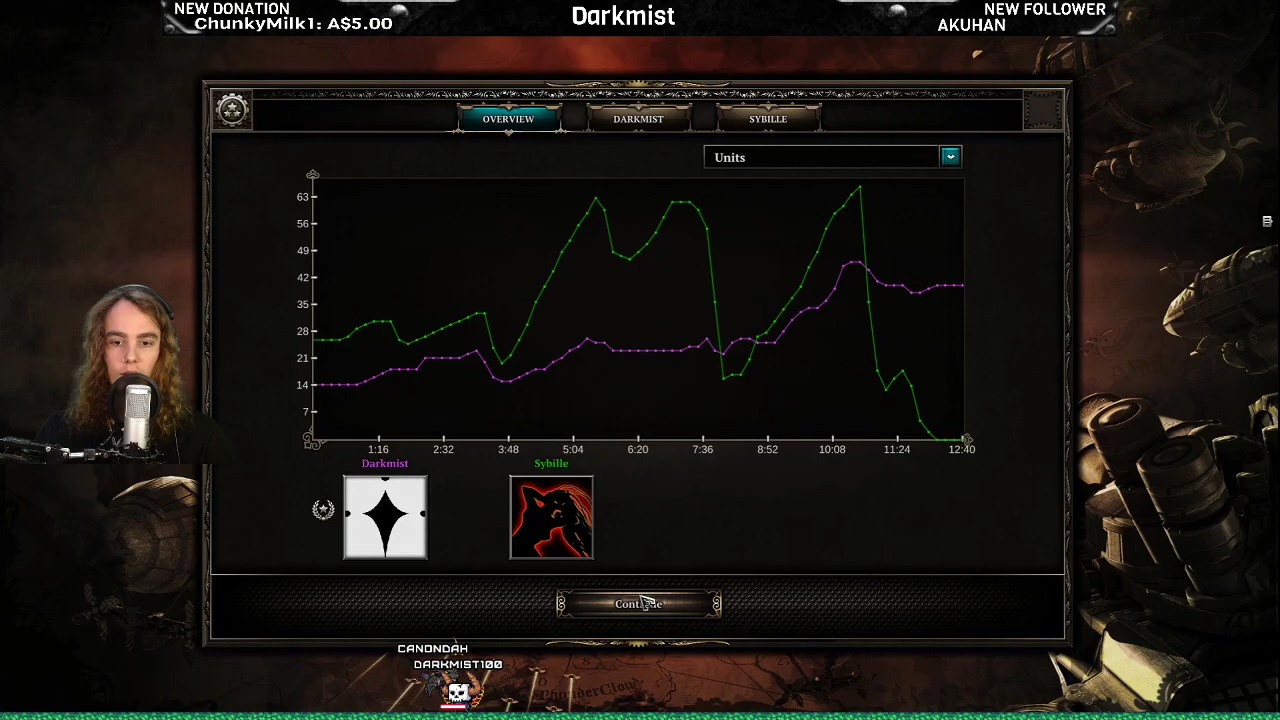 NEW DONATION
ChunkyMilk1: A$5.00
Darkmist
NEW FOLLOWER
AKUHAN
OVERVIEW
DARKMIST
SYBILLE
Units
63
56
49
42
35
28
21
14
7
1:16
2:32
3:48
5:04
6:20
7:36
8:52
10:08
11:24
12:40
Darkmist
Sybille
CANONDAH
DARKMIST100
ThunderCloud